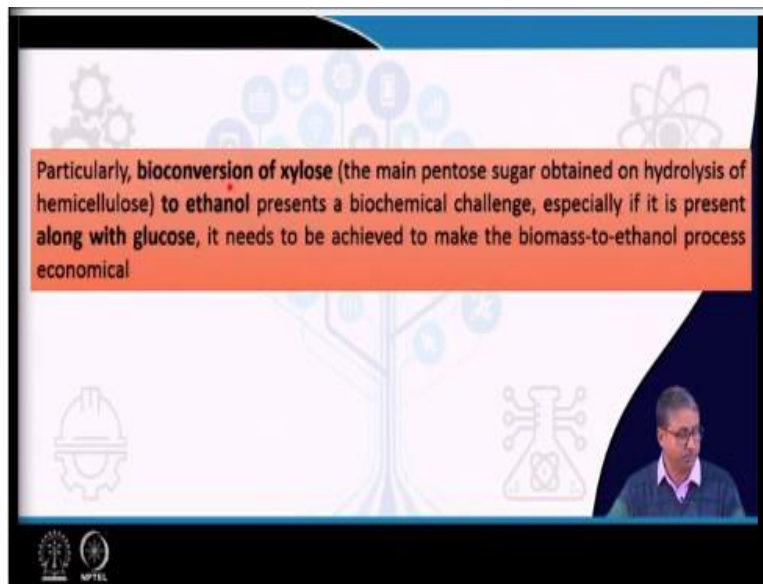 Particularly, bioconversion of xylose (the main pentose sugar obtained on hydrolysis of
hemicellulose) to ethanol presents a biochemical challenge, especially if it is present
along with glucose, it needs to be achieved to make the biomass-to-ethanol process
economical
NPTEL